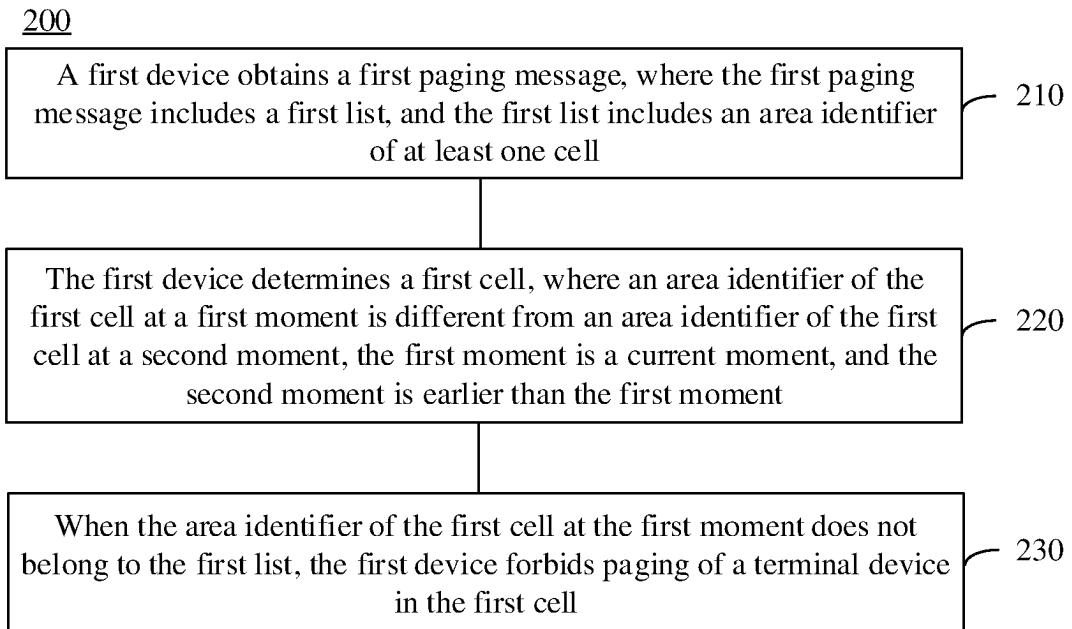 200
A first device obtains a first paging message, where the first paging
message includes a first list, and the first list includes an area identifier
of at least one cell
210
The first device determines a first cell, where an area identifier of the
first cell at a first moment is different from an area identifier of the first
cell at a second moment, the first moment is a current moment, and the
second moment is earlier than the first moment
220
When the area identifier of the first cell at the first moment does not
belong to the first list, the first device forbids paging of a terminal device
in the first cell
230